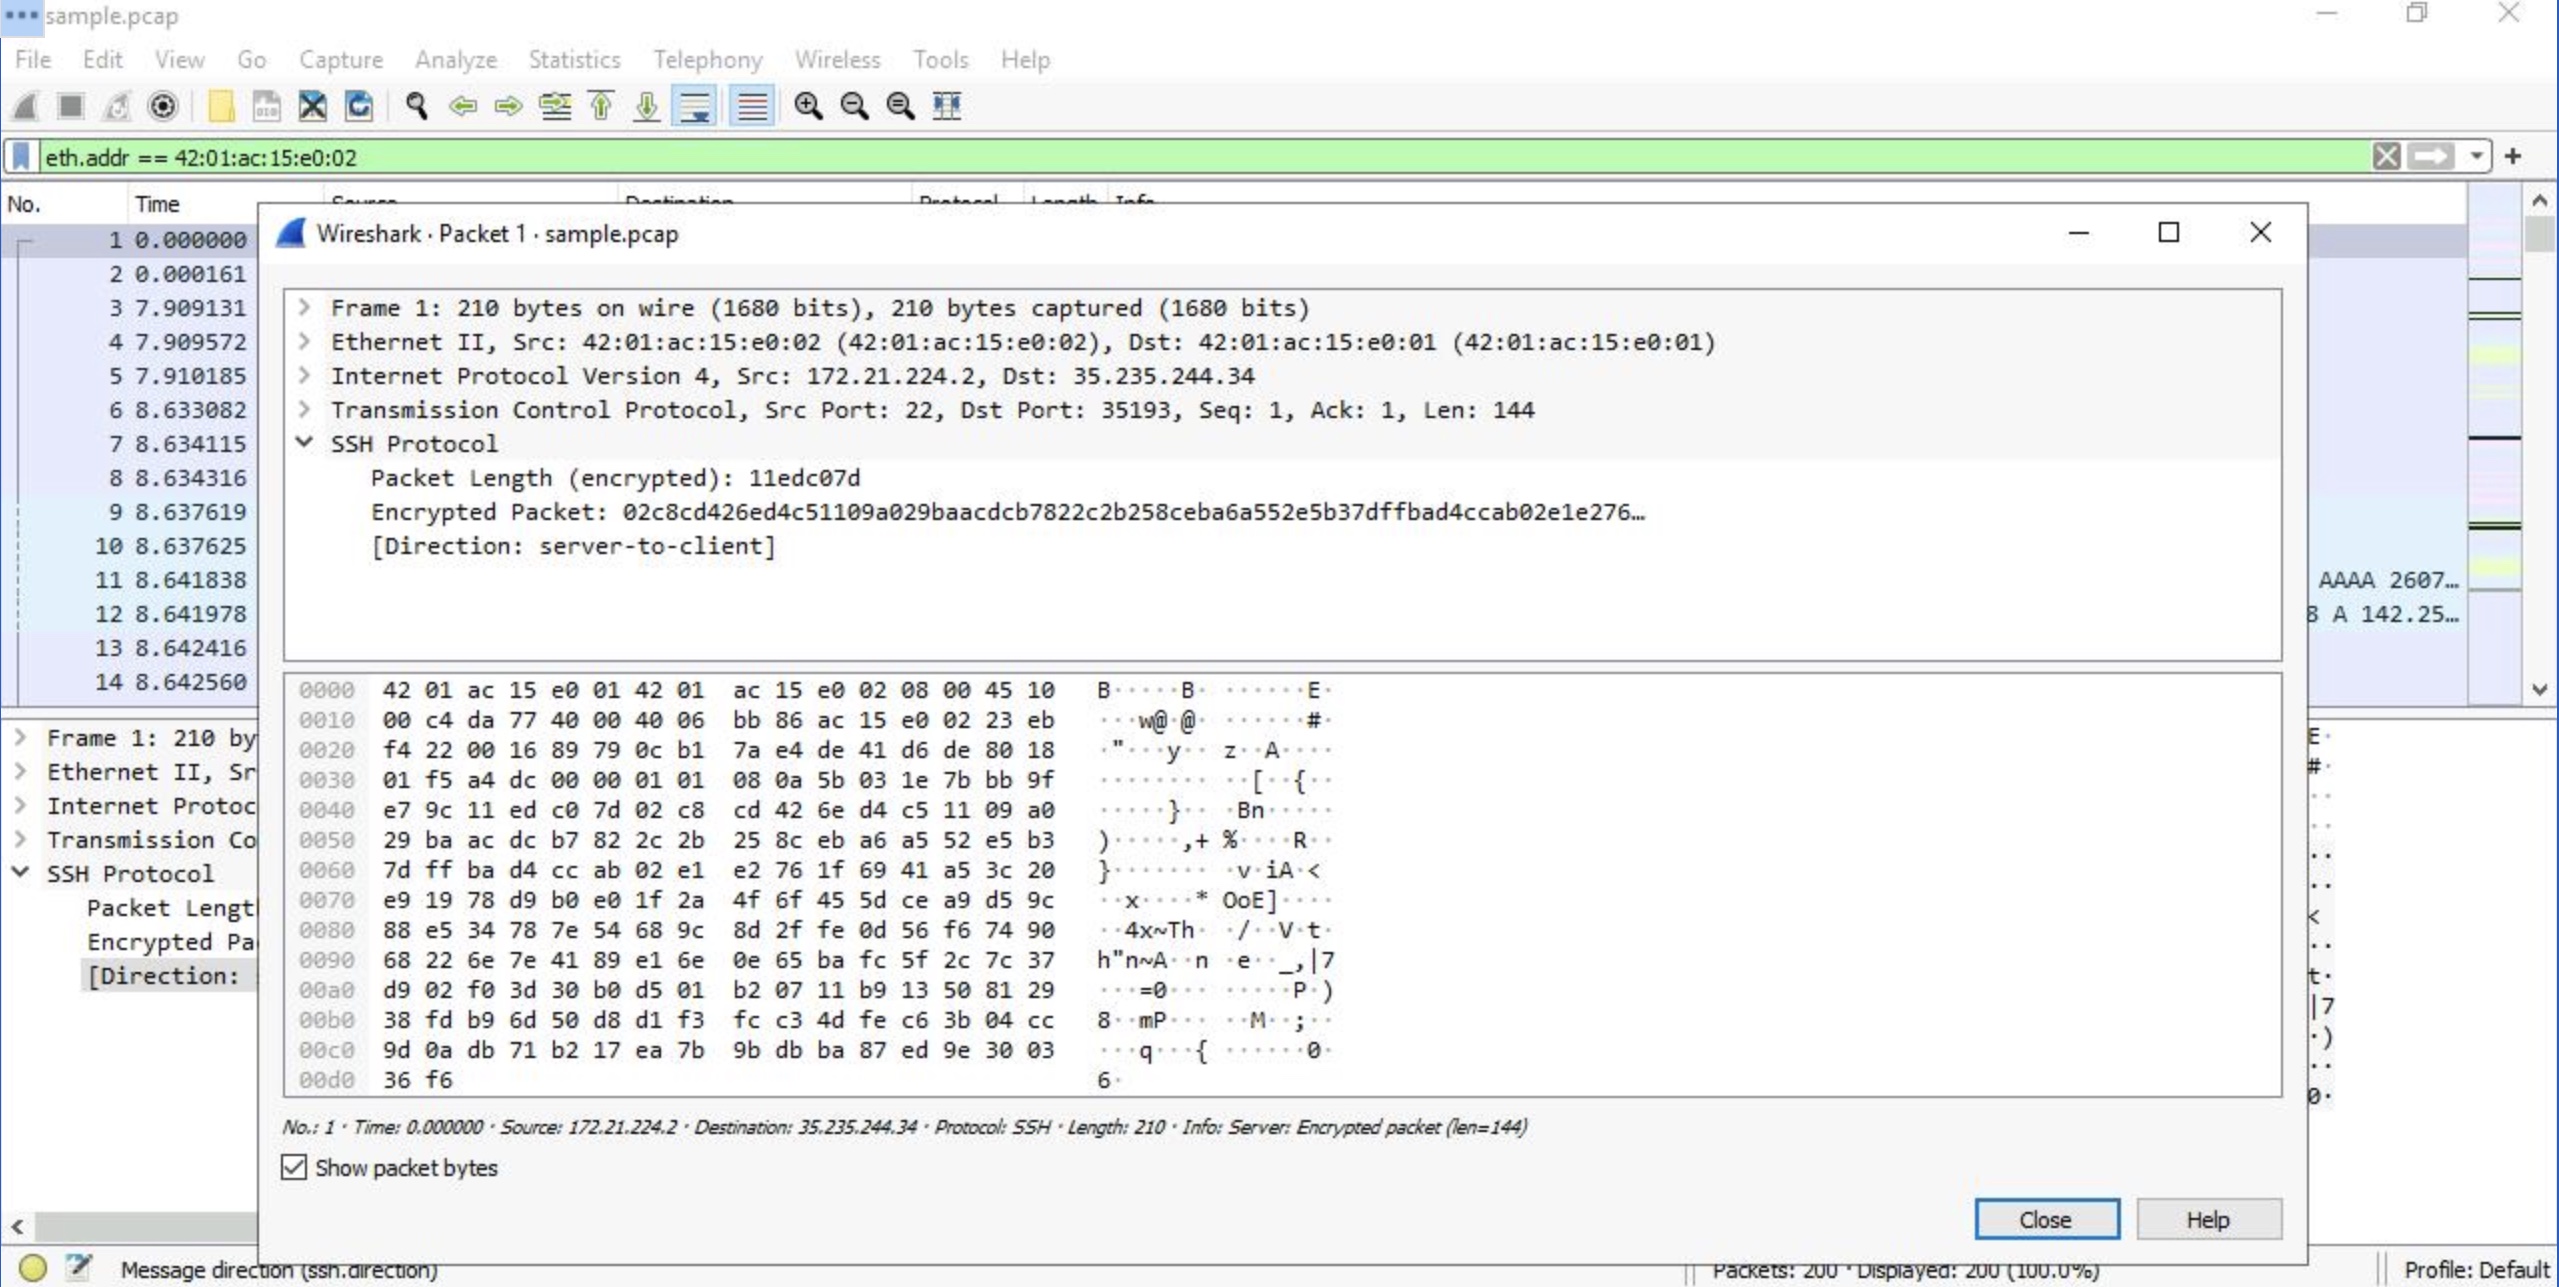 sample.pcap
File Edit View Go Capture Analyze Statistics Telephony Wireless Tools Help
eth.addr == 42:01:ac:15:e0:02
No. Time Source Destination Protocol Length Info
1 0.000000
2 0.000161
3 7.909131
4 7.909572
5 7.910185
6 8.633082
7 8.634115
8 8.634316
9 8.637619
10 8.637625
11 8.641838 AAAA 2607…
12 8.641978 8 A 142.25…
13 8.642416
14 8.642560
Frame 1: 210 by
Ethernet II, Sr
Internet Protoc
Transmission Co
SSH Protocol
Packet Lengt
Encrypted Pa
[Direction:
Wireshark · Packet 1 · sample.pcap
Frame 1: 210 bytes on wire (1680 bits), 210 bytes captured (1680 bits)
Ethernet II, Src: 42:01:ac:15:e0:02 (42:01:ac:15:e0:02), Dst: 42:01:ac:15:e0:01 (42:01:ac:15:e0:01)
Internet Protocol Version 4, Src: 172.21.224.2, Dst: 35.235.244.34
Transmission Control Protocol, Src Port: 22, Dst Port: 35193, Seq: 1, Ack: 1, Len: 144
SSH Protocol
Packet Length (encrypted): 11edc07d
Encrypted Packet: 02c8cd426ed4c51109a029baacdcb7822c2b258ceba6a552e5b37dffbad4ccab02e1e276…
[Direction: server-to-client]
0000 42 01 ac 15 e0 01 42 01 ac 15 e0 02 08 00 45 10 B·····B· ······E·
0010 00 c4 da 77 40 00 40 06 bb 86 ac 15 e0 02 23 eb ···w@·@· ······#·
0020 f4 22 00 16 89 79 0c b1 7a e4 de 41 d6 de 80 18 ·"···y·· z··A····
0030 01 f5 a4 dc 00 00 01 01 08 0a 5b 03 1e 7b bb 9f ········ ··[··{··
0040 e7 9c 11 ed c0 7d 02 c8 cd 42 6e d4 c5 11 09 a0 ·····}·· ·Bn·····
0050 29 ba ac dc b7 82 2c 2b 25 8c eb a6 a5 52 e5 b3 )·····,+ %····R··
0060 7d ff ba d4 cc ab 02 e1 e2 76 1f 69 41 a5 3c 20 }······· ·v·iA·<
0070 e9 19 78 d9 b0 e0 1f 2a 4f 6f 45 5d ce a9 d5 9c ··x····* OoE]····
0080 88 e5 34 78 7e 54 68 9c 8d 2f fe 0d 56 f6 74 90 ··4x~Th· ·/··V·t·
0090 68 22 6e 7e 41 89 e1 6e 0e 65 ba fc 5f 2c 7c 37 h"n~A··n ·e··_,|7
00a0 d9 02 f0 3d 30 b0 d5 01 b2 07 11 b9 13 50 81 29 ···=0··· ·····P·)
00b0 38 fd b9 6d 50 d8 d1 f3 fc c3 4d fe c6 3b 04 cc 8··mP··· ··M··;··
00c0 9d 0a db 71 b2 17 ea 7b 9b db ba 87 ed 9e 30 03 ···q···{ ······0·
00d0 36 f6 6·
No.: 1 · Time: 0.000000 · Source: 172.21.224.2 · Destination: 35.235.244.34 · Protocol: SSH · Length: 210 · Info: Server: Encrypted packet (len=144)
Show packet bytes
Close Help
E·
#·
··
··
··
··
<
··
t·
|7
·)
··
0·
Message direction (ssh.direction) Packets: 200 · Displayed: 200 (100.0%) Profile: Default